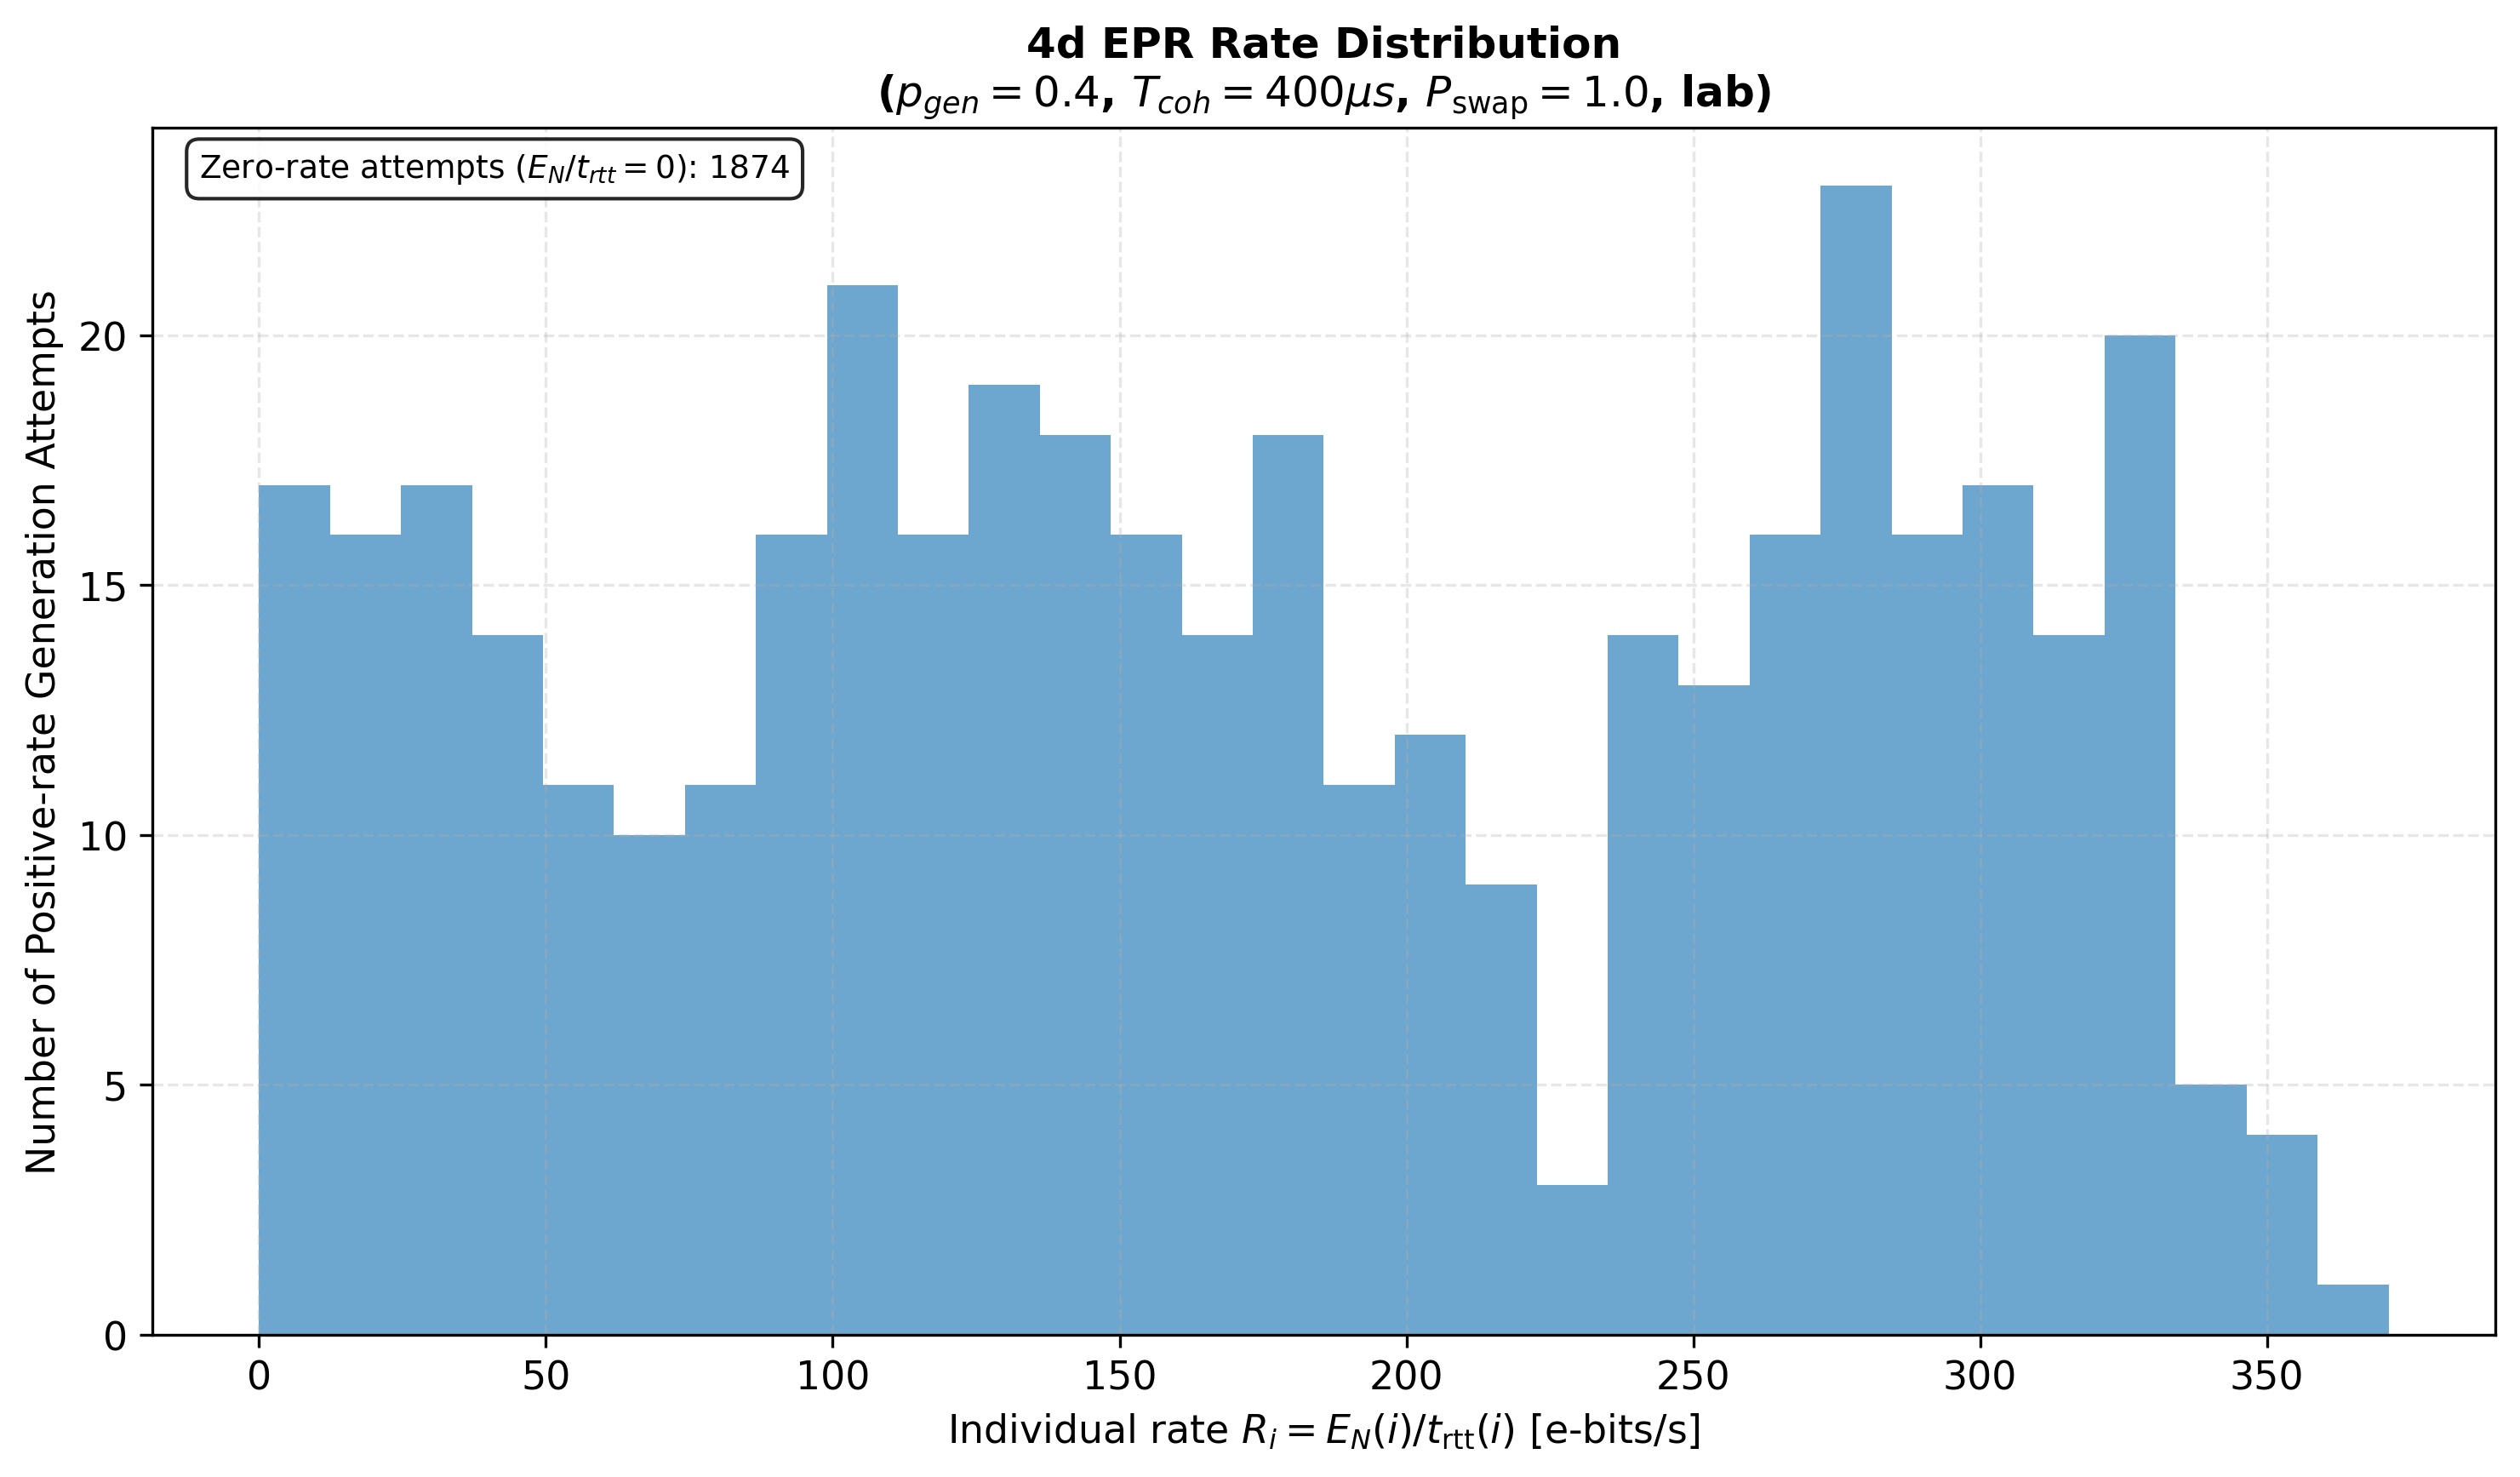 4d EPR Rate Distribution
(p_gen = 0.4, T_coh = 400μs, P_swap = 1.0, lab)
Zero-rate attempts (E_N/t_rtt = 0): 1874
Number of Positive-rate Generation Attempts
20
15
10
5
0
0 50 100 150 200 250 300 350
Individual rate R_i = E_N(i)/t_rtt(i) [e-bits/s]